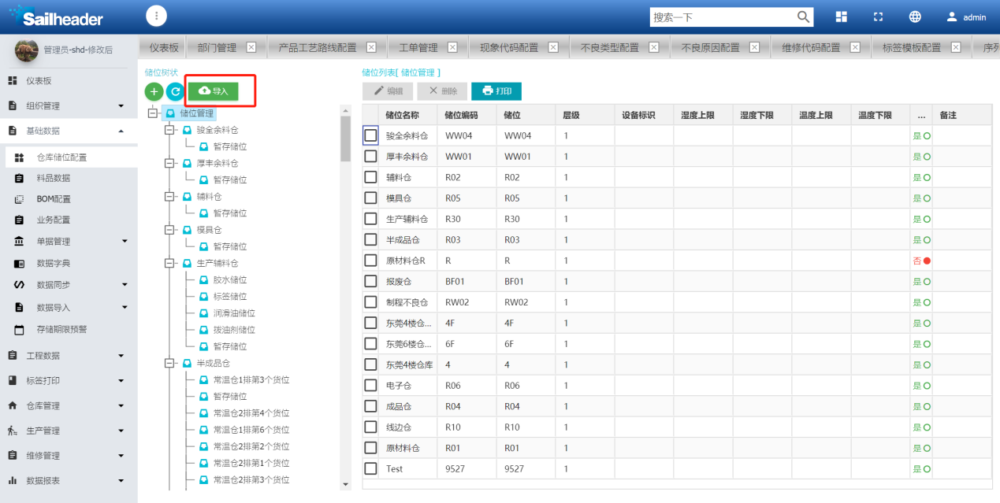 Sailheader
搜索一下
admin
管理员-shd-修改后
仪表板
部门管理
产品工艺路线配置
工单管理
现象代码配置
不良类型配置
不良原因配置
维修代码配置
标签模板配置
序列
仪表板
组织管理
基础数据
仓库储位配置
料品数据
BOM配置
业务配置
单据管理
数据字典
数据同步
数据导入
存储期限预警
工程数据
标签打印
仓库管理
生产管理
维修管理
数据报表
储位树状
导入
储位管理
骏全余料仓
暂存储位
厚丰余料仓
暂存储位
辅料仓
暂存储位
模具仓
暂存储位
生产辅料仓
胶水储位
标签储位
润滑油储位
拨油剂储位
暂存储位
半成品仓
常温仓1排第3个货位
暂存储位
常温仓2排第4个货位
常温仓1排第6个货位
常温仓2排第2个货位
常温仓2排第1个货位
常温仓2排第3个货位
储位列表[ 储位管理 ]
编辑 删除 打印
储位名称 储位编码 储位 层级 设备标识 湿度上限 湿度下限 温度上限 温度下限 ... 备注
骏全余料仓 WW04 WW04 1 是
厚丰余料仓 WW01 WW01 1 是
辅料仓 R02 R02 1 是
模具仓 R05 R05 1 是
生产辅料仓 R30 R30 1 是
半成品仓 R03 R03 1 是
原材料仓R R R 1 否
报废仓 BF01 BF01 1 是
制程不良仓 RW02 RW02 1 是
东莞4楼仓... 4F 4F 1 是
东莞6楼仓... 6F 6F 1 是
东莞4楼仓库 4 4 1 是
电子仓 R06 R06 1 是
成品仓 R04 R04 1 是
线边仓 R10 R10 1 是
原材料仓 R01 R01 1 是
Test 9527 9527 1 是